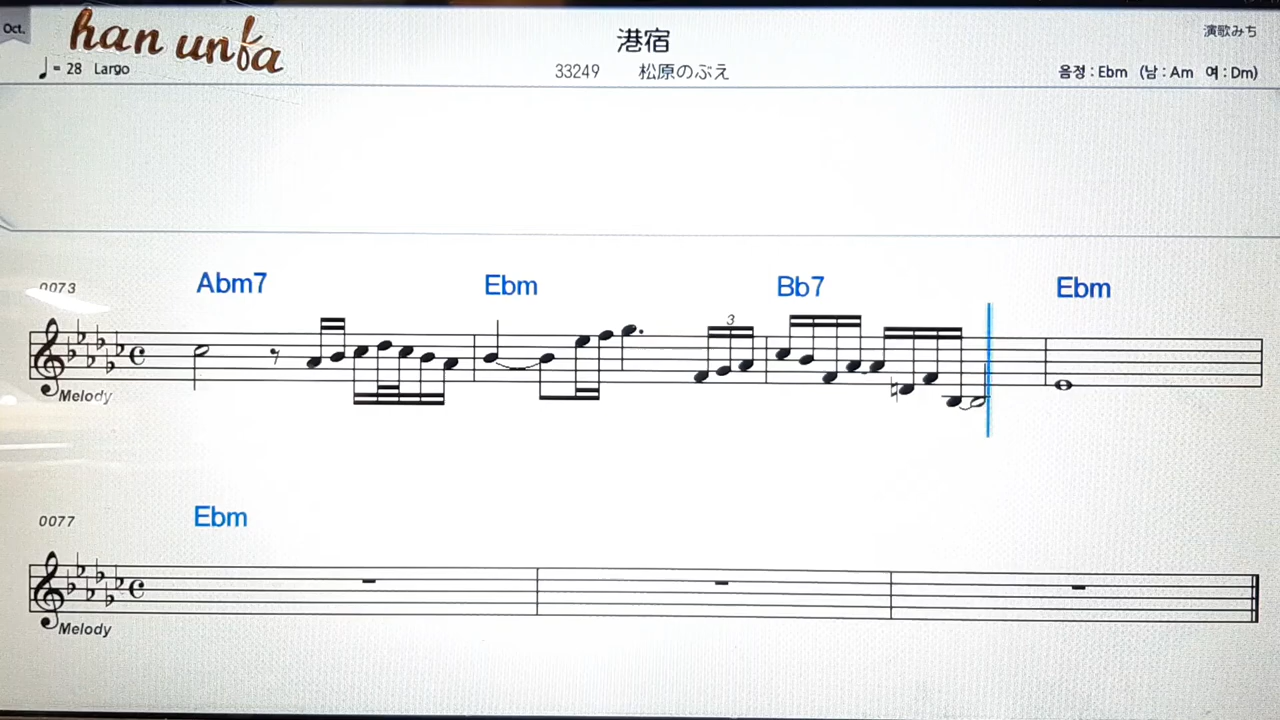 Oct.
han unba
♩= 28 Largo
港宿
33249 松原のぶえ
演歌みち
음정 : Ebm (남 : Am 여 : Dm)
0073
Abm7 Ebm Bb7 Ebm
3
Melody
0077
Ebm
Melody